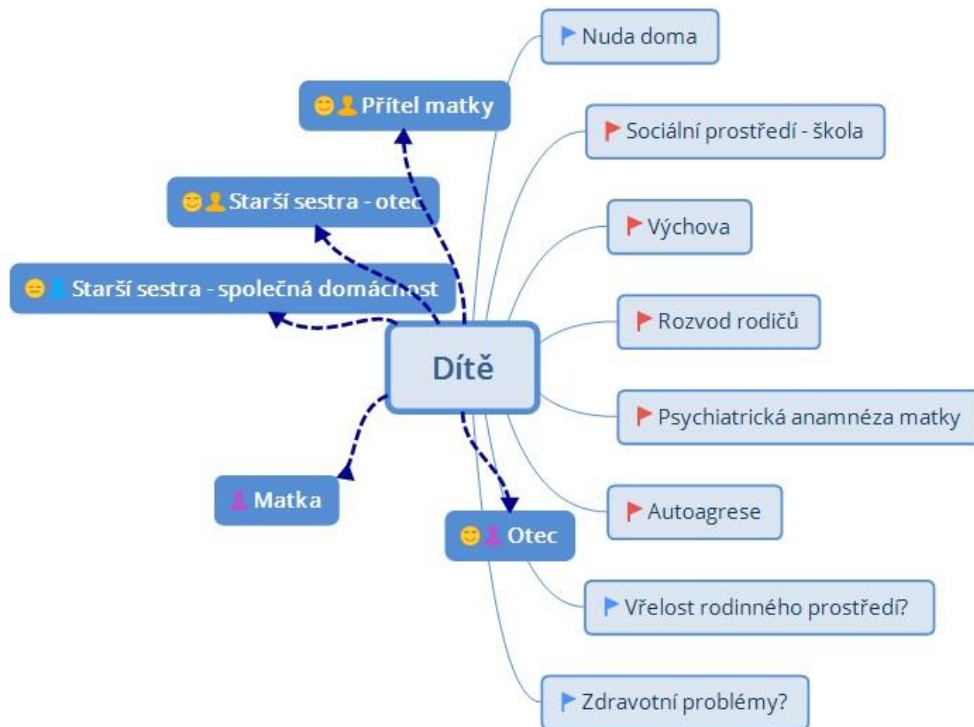 Nuda doma
Přítel matky
Sociální prostředí - škola
Starší sestra - otec
Výchova
Starší sestra - společná domácnost
Rozvod rodičů
Dítě
Psychiatrická anamnéza matky
Matka
Autoagrese
Otec
Vřelost rodinného prostředí?
Zdravotní problémy?